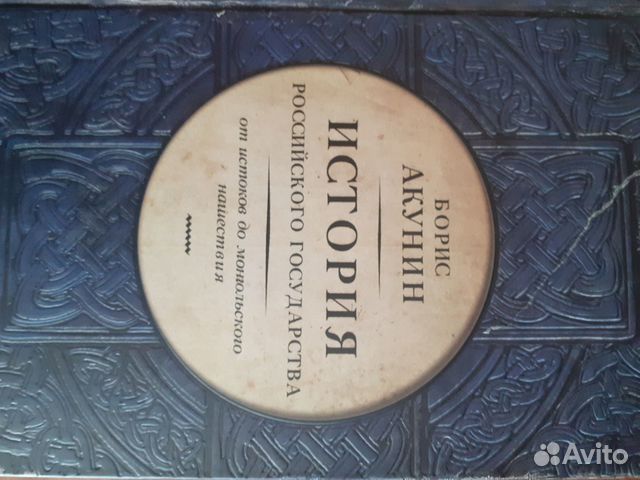 БОРИС
АКУНИН
ИСТОРИЯ
РОССИЙСКОГО ГОСУДАРСТВА
от истоков до монгольского
нашествия
Avito